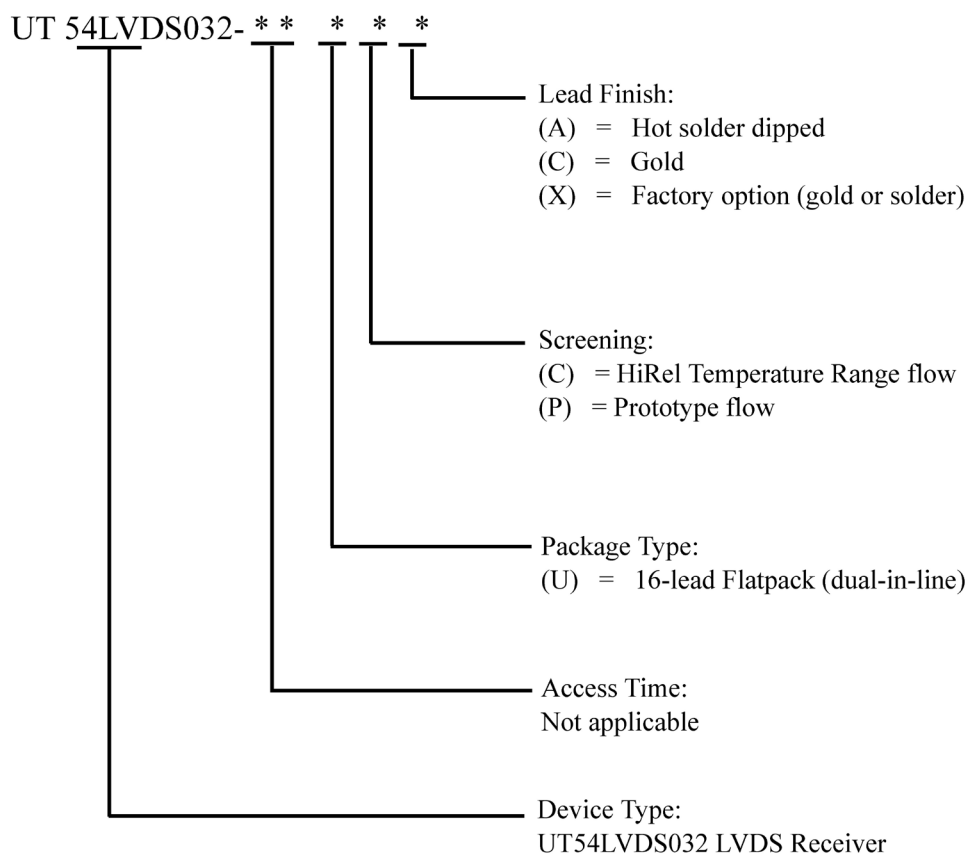 UT 54LVDS032- * * * * *
Lead Finish:
(A) = Hot solder dipped
(C) = Gold
(X) = Factory option (gold or solder)
Screening:
(C) = HiRel Temperature Range flow
(P) = Prototype flow
Package Type:
(U) = 16-lead Flatpack (dual-in-line)
Access Time:
Not applicable
Device Type:
UT54LVDS032 LVDS Receiver